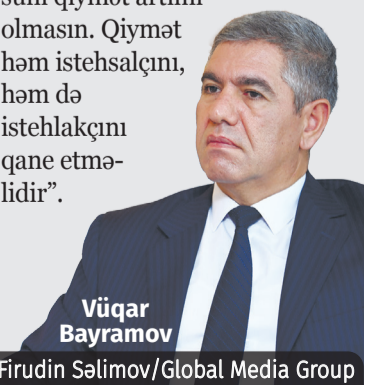 olmasın. Qiymət
həm istehsalçını,
həm də
istehlakçını
qane etmə-
lidir”.
Vüqar
Bayramov
Firudin Səlimov/Global Media Group